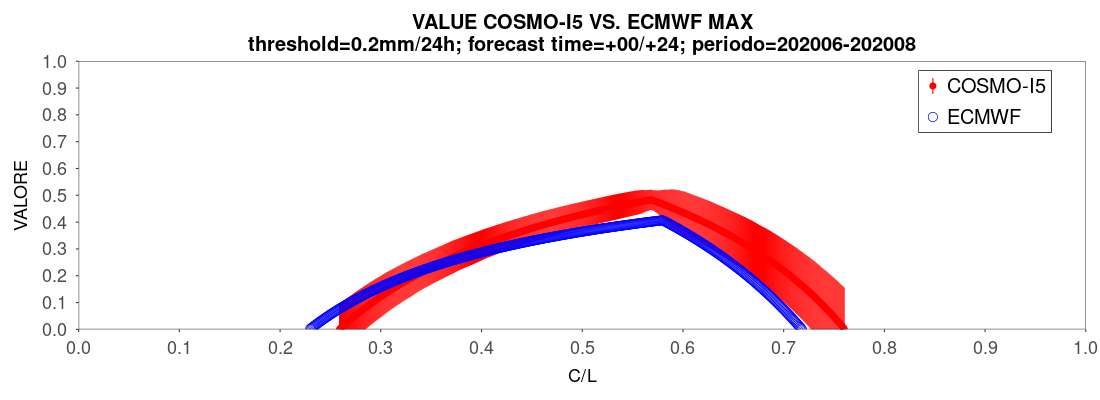 VALUE COSMO-I5 VS. ECMWF MAX
threshold=0.2mm/24h; forecast time=+00/+24; periodo=202006-202008
1.0
0.9
0.8
0.7
0.6
0.5
0.4
0.3
0.2
0.1
0.0
VALORE
COSMO-I5
ECMWF
0.0 0.1 0.2 0.3 0.4 0.5 0.6 0.7 0.8 0.9 1.0
C/L